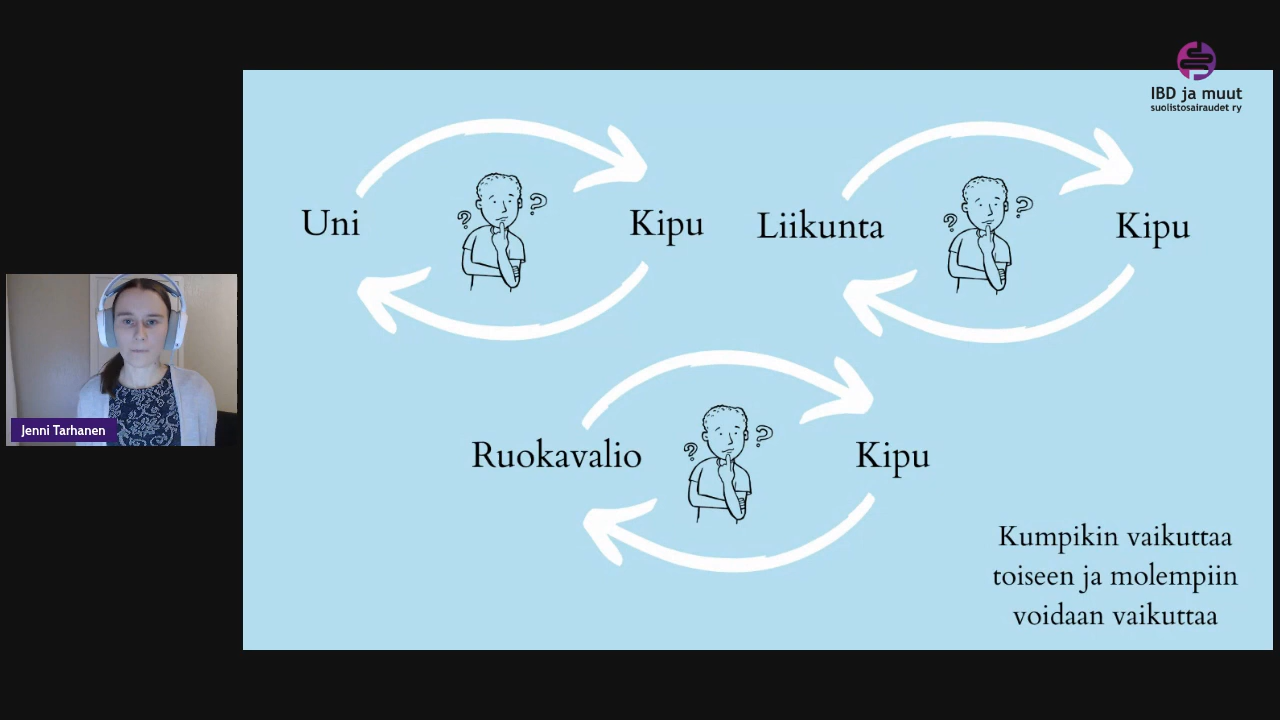 IBD ja muut
suolistosairaudet ry
Uni
? ?
Kipu
Liikunta
? ?
Kipu
Ruokavalio
? ?
Kipu
Jenni Tarhanen
Kumpikin vaikuttaa
toiseen ja molempiin
voidaan vaikuttaa